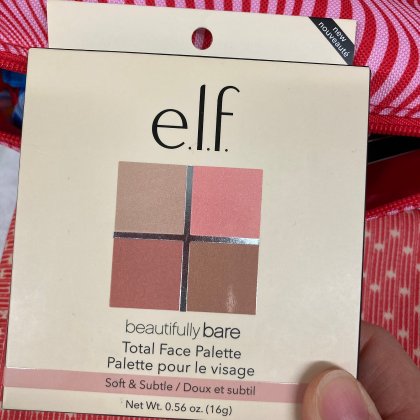 new
nouveauté
e.l.f.
beautifully bare
Total Face Palette
Palette pour le visage
Soft & Subtle / Doux et subtil
Net Wt. 0.56 oz. (16g)